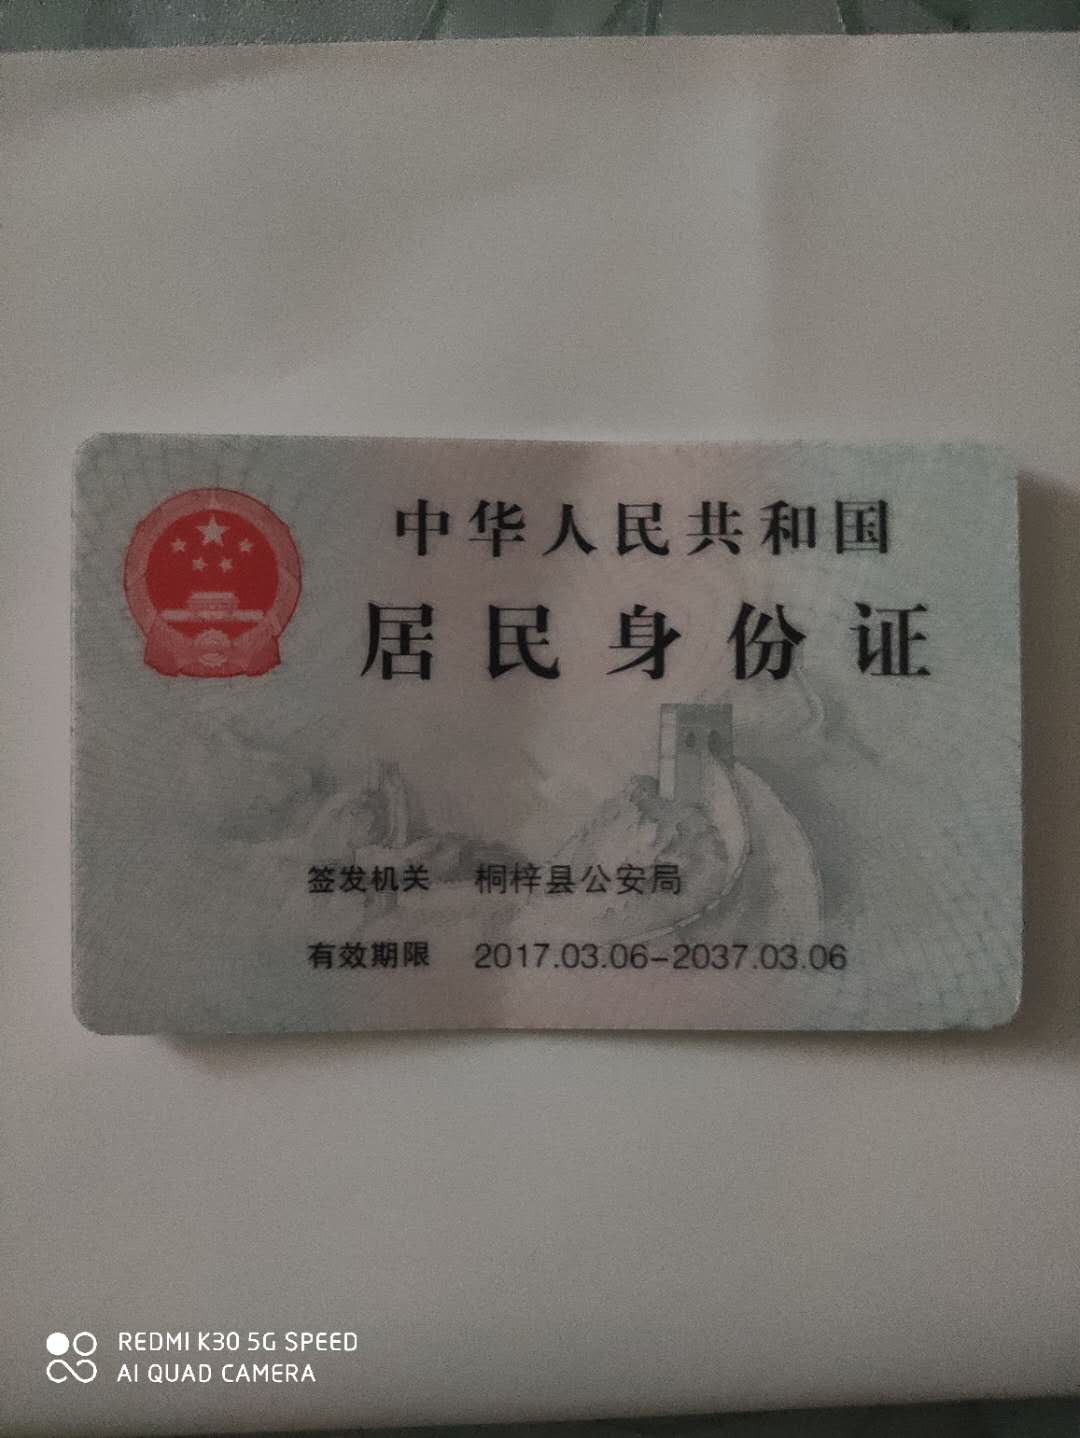 中华人民共和国
居民身份证
签发机关 桐梓县公安局
有效期限 2017.03.06-2037.03.06
REDMI K30 5G SPEED
AI QUAD CAMERA